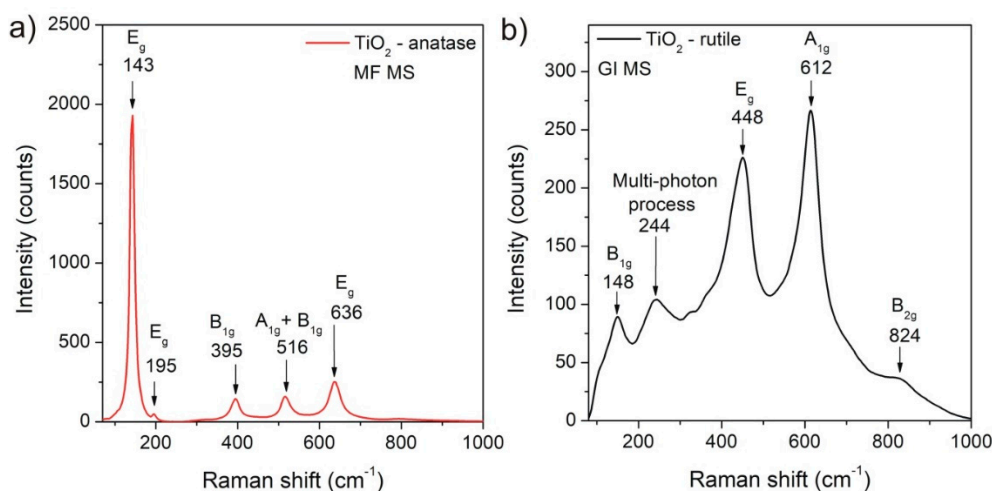 a)
TiO2 - anatase
MF MS
Eg
143
Eg
195
B1g
395
A1g + B1g
516
Eg
636
2500
2000
1500
1000
500
0
200
400
600
800
1000
Intensity (counts)
Raman shift (cm-1)
b)
TiO2 - rutile
GI MS
A1g
612
Eg
448
Multi-photon
process
244
B1g
148
B2g
824
300
250
200
150
100
50
0
200
400
600
800
1000
Intensity (counts)
Raman shift (cm-1)